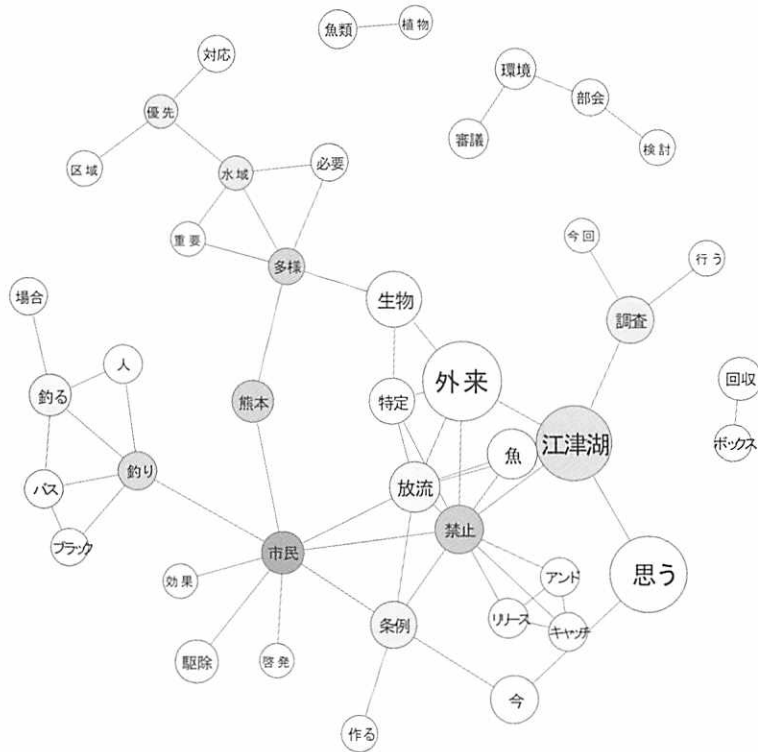 魚類
植物
対応
環境
部会
優先
審議
検討
区域
水域
必要
重要
今回
行う
多様
生物
場合
調査
人
外来
回収
釣る
熊本
特定
江津湖
ボックス
魚
釣り
バス
放流
禁止
ブラック
市民
思う
アンド
効果
リリース
条例
キャッチ
駆除
啓発
今
作る